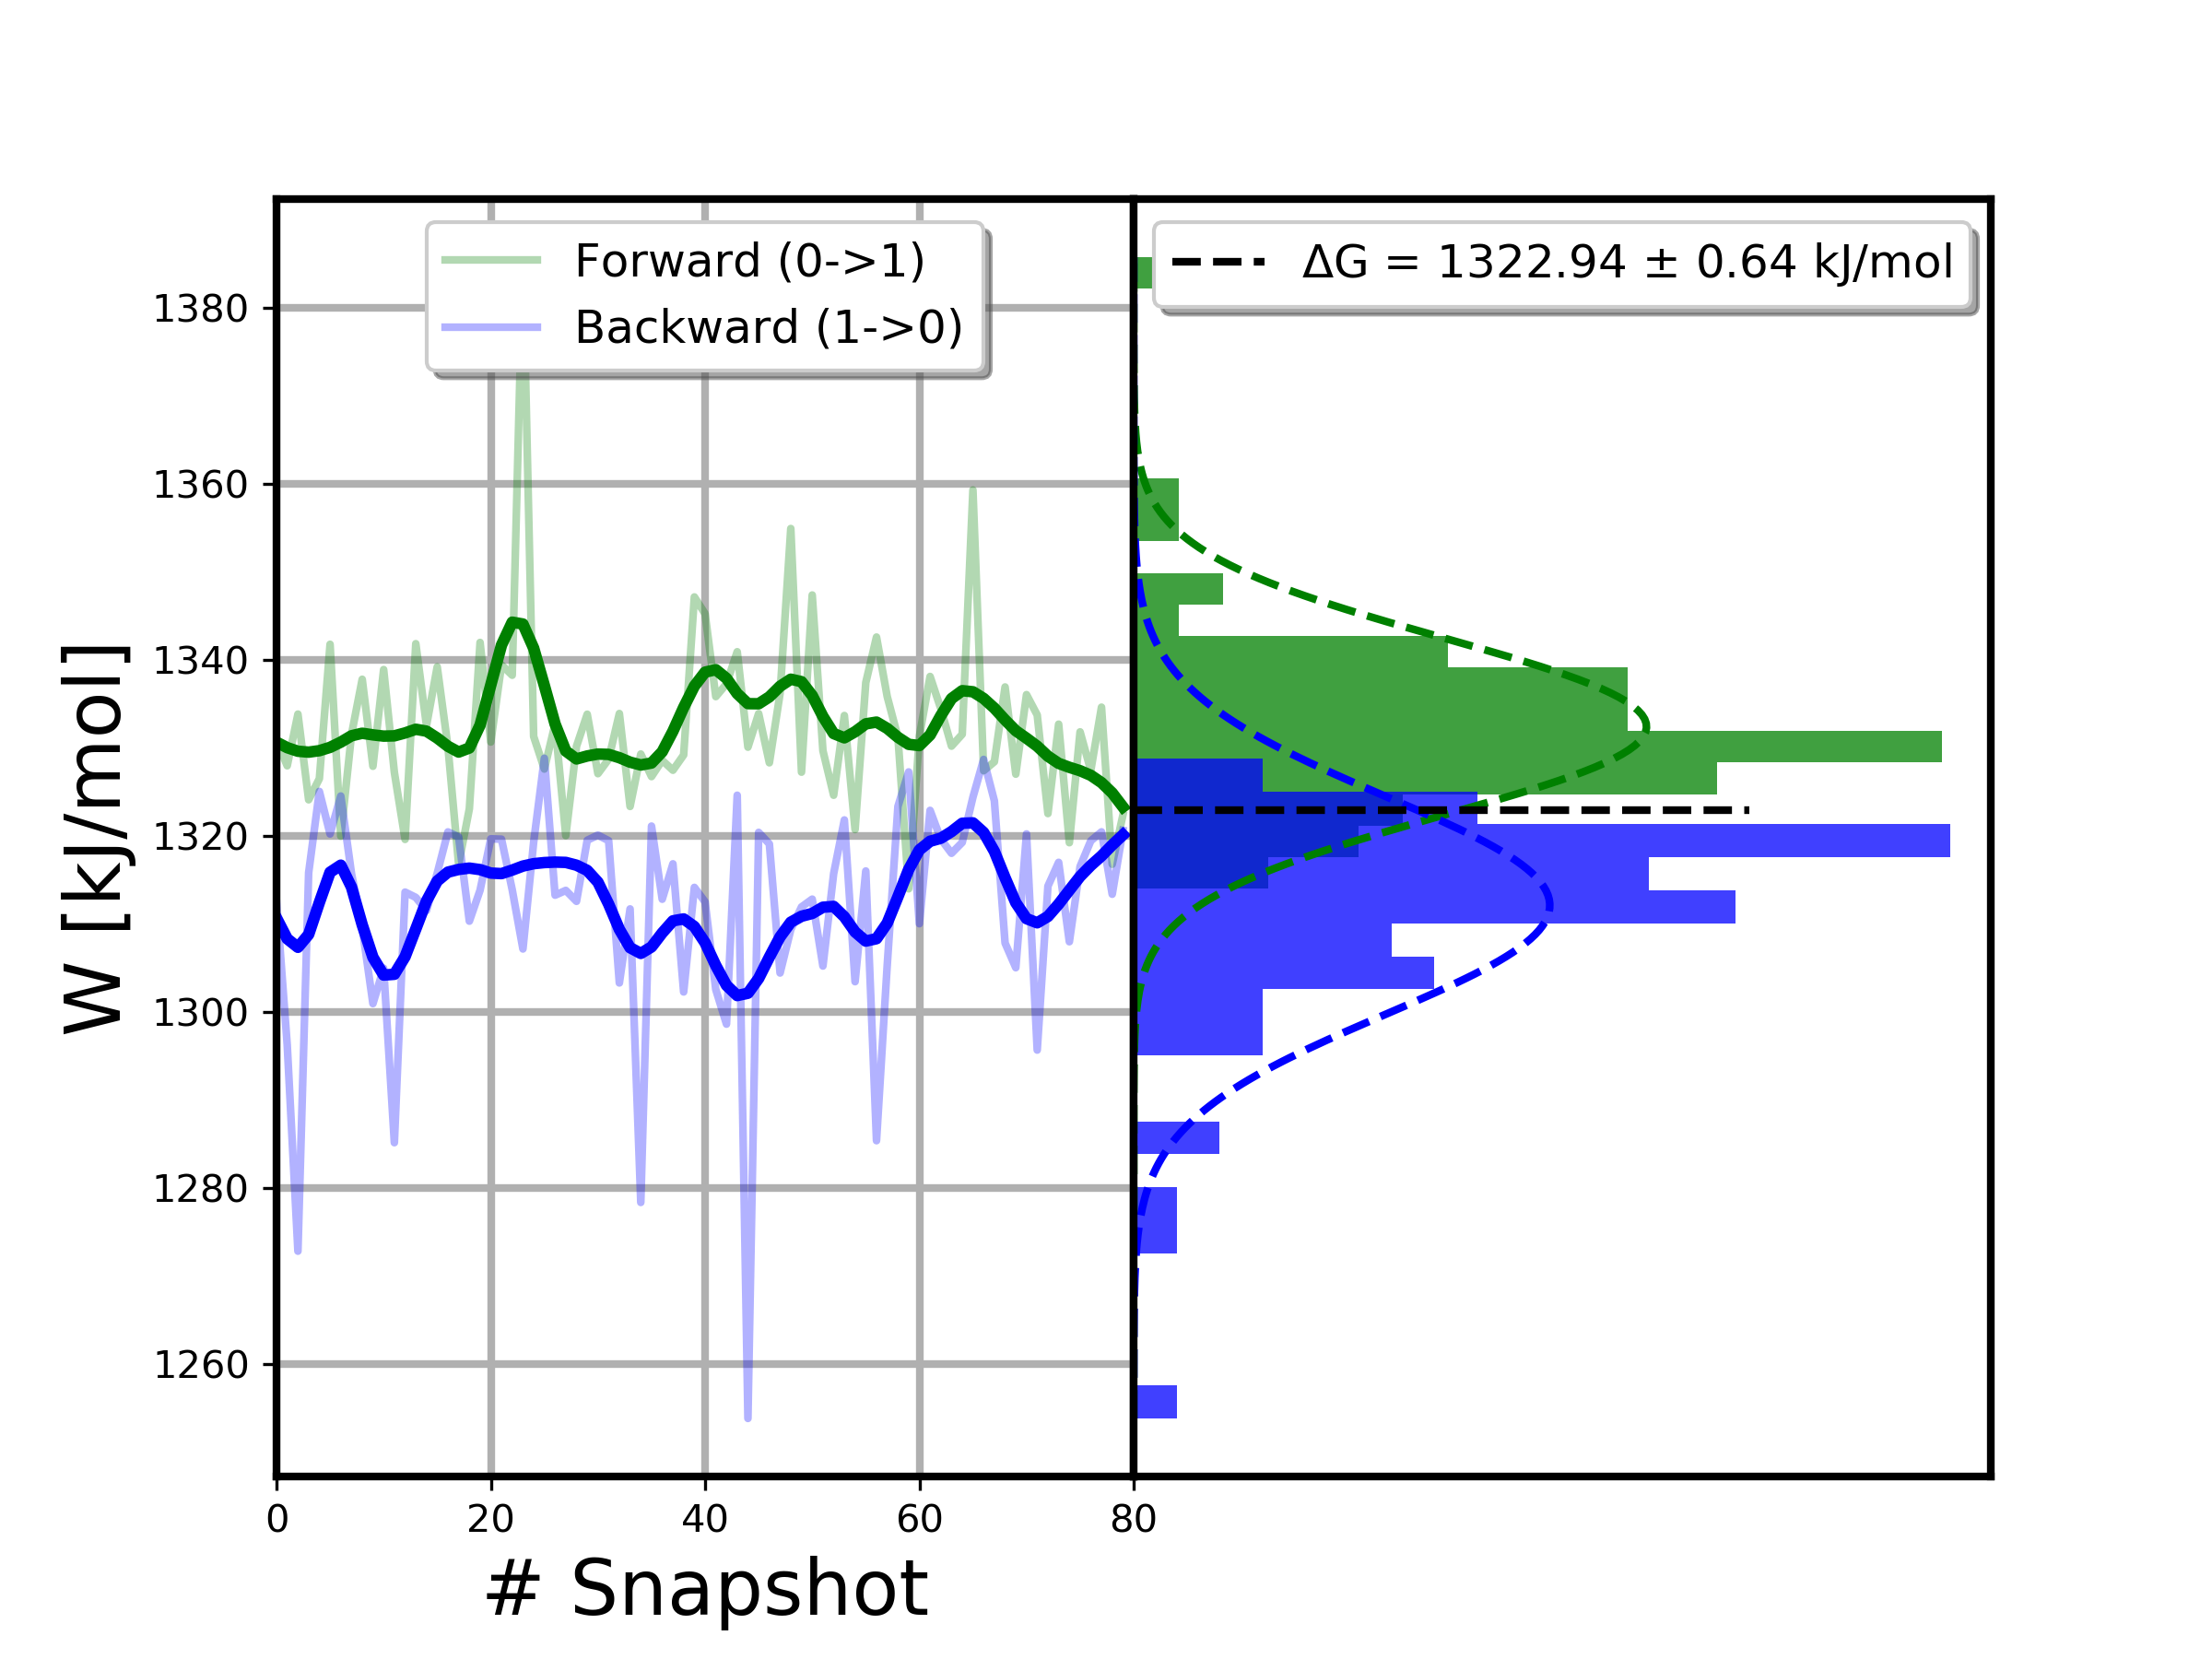 Forward (0->1)
Backward (1->0)
ΔG = 1322.94 ± 0.64 kJ/mol
W [kJ/mol]
1380
1360
1340
1320
1300
1280
1260
0 20 40 60 80
# Snapshot